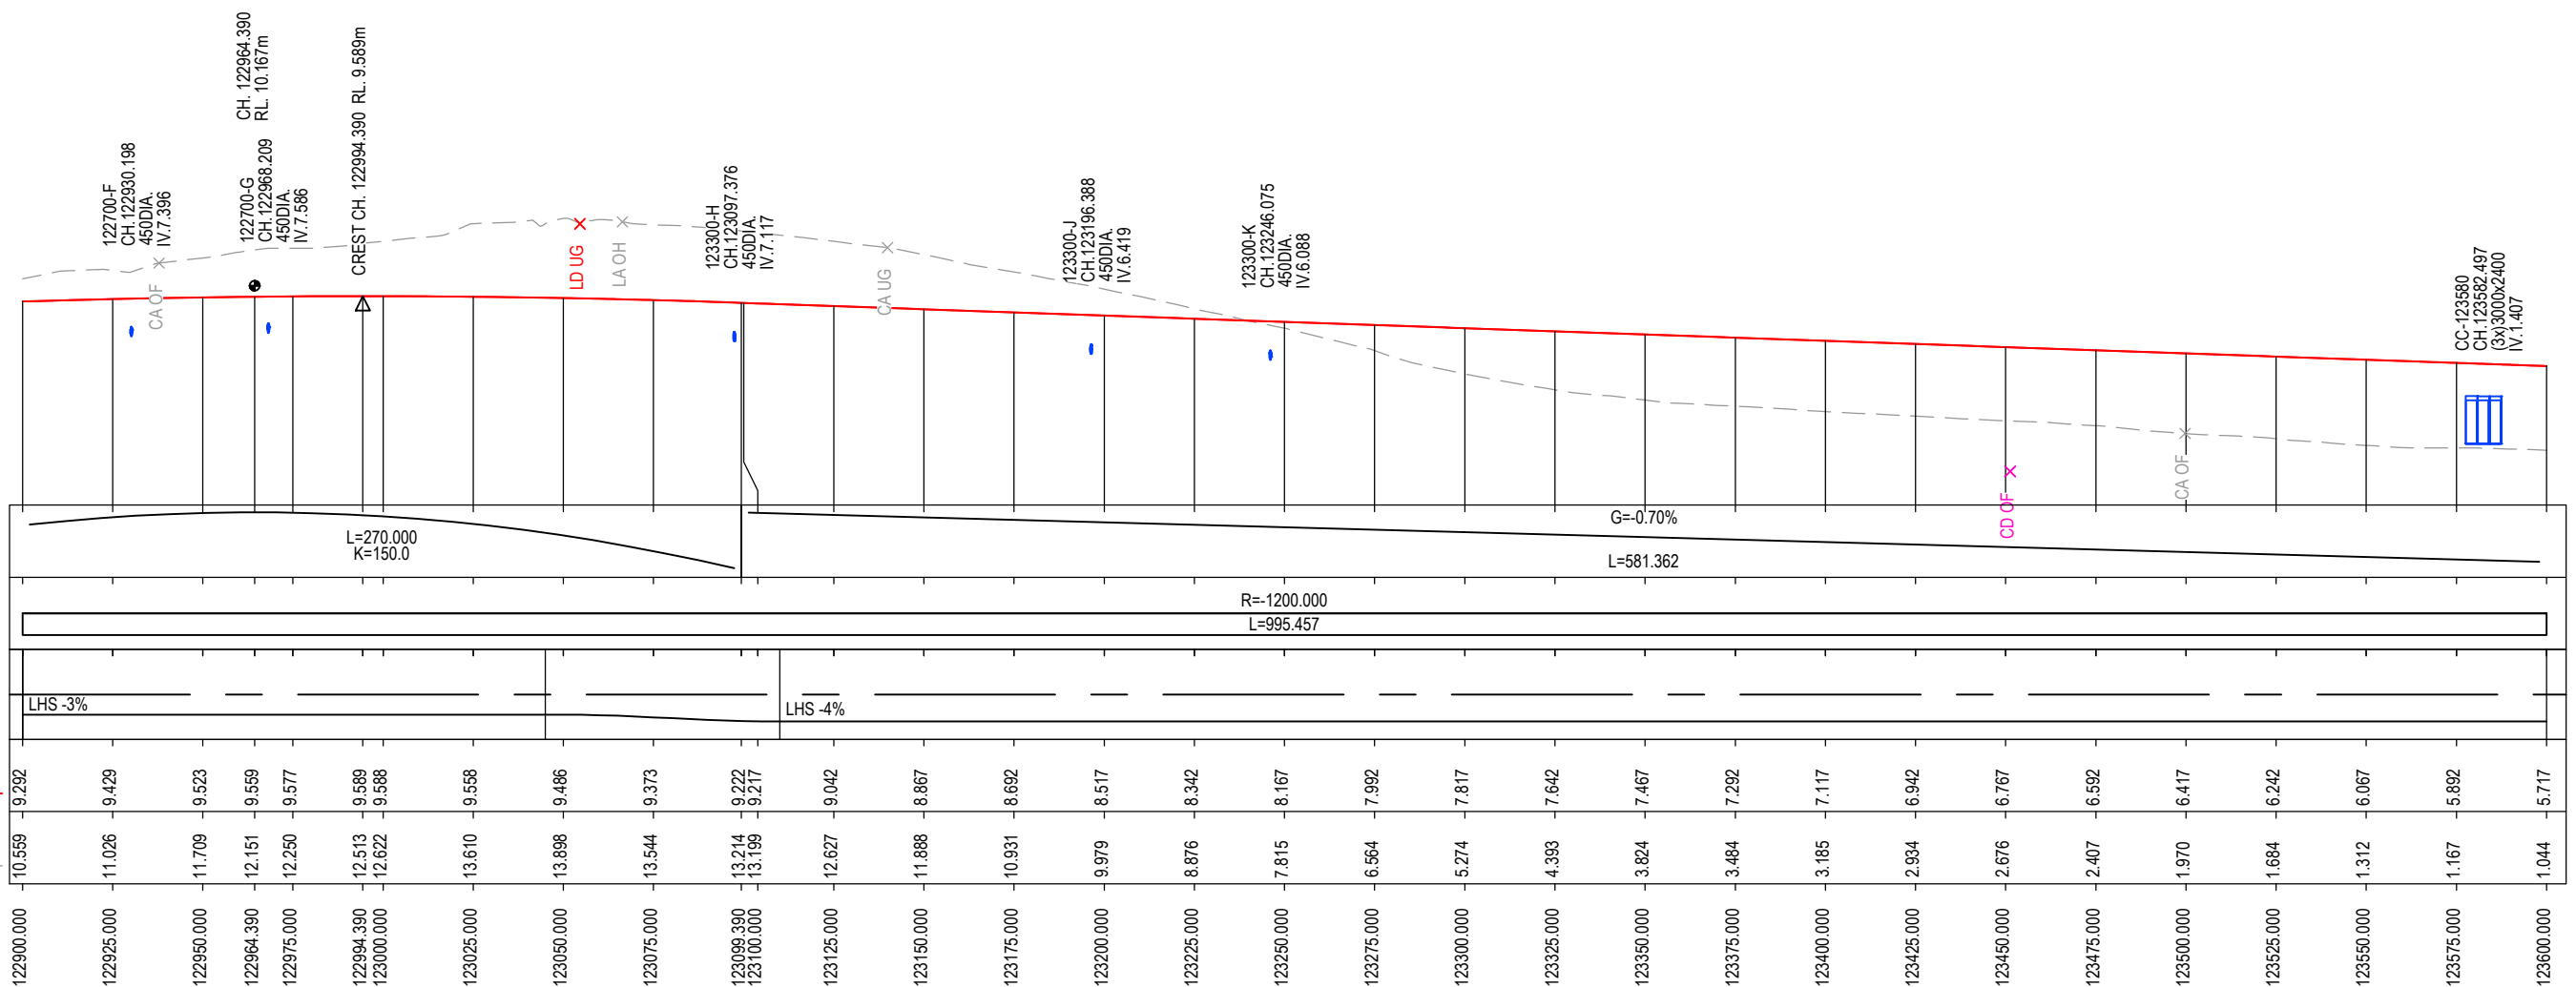 122700-F
CH.122930.198
450DIA.
IV.7.396
CH. 122964.390
RL. 10.167m
122700-G
CH.122968.209
450DIA.
IV.7.586
CREST CH. 122994.390 RL. 9.589m
123300-H
CH.123097.376
450DIA.
IV.7.117
123300-J
CH.123196.388
450DIA.
IV.6.419
123300-K
CH.123246.075
450DIA.
IV.6.088
CC-123580
CH.123582.497
(3x)3000x2400
IV.1.407
CA OF
LD UG
LA OH
CA UG
CD OF
CA OF
L=270.000
K=150.0
G=-0.70%
L=581.362
R=-1200.000
L=995.457
LHS -3%
LHS -4%
9.292 9.429 9.523 9.559 9.577 9.589 9.588 9.558 9.486 9.373 9.222 9.217 9.042 8.867 8.692 8.517 8.342 8.167 7.992 7.817 7.642 7.467 7.292 7.117 6.942 6.767 6.592 6.417 6.242 6.067 5.892 5.717
10.559 11.026 11.709 12.151 12.250 12.513 12.622 13.610 13.898 13.544 13.214 13.199 12.627 11.888 10.931 9.979 8.876 7.815 6.564 5.274 4.393 3.824 3.484 3.185 2.934 2.676 2.407 1.970 1.684 1.312 1.167 1.044
122900.000 122925.000 122950.000 122964.390 122975.000 122994.390 123000.000 123025.000 123050.000 123075.000 123099.390 123100.000 123125.000 123150.000 123175.000 123200.000 123225.000 123250.000 123275.000 123300.000 123325.000 123350.000 123375.000 123400.000 123425.000 123450.000 123475.000 123500.000 123525.000 123550.000 123575.000 123600.000